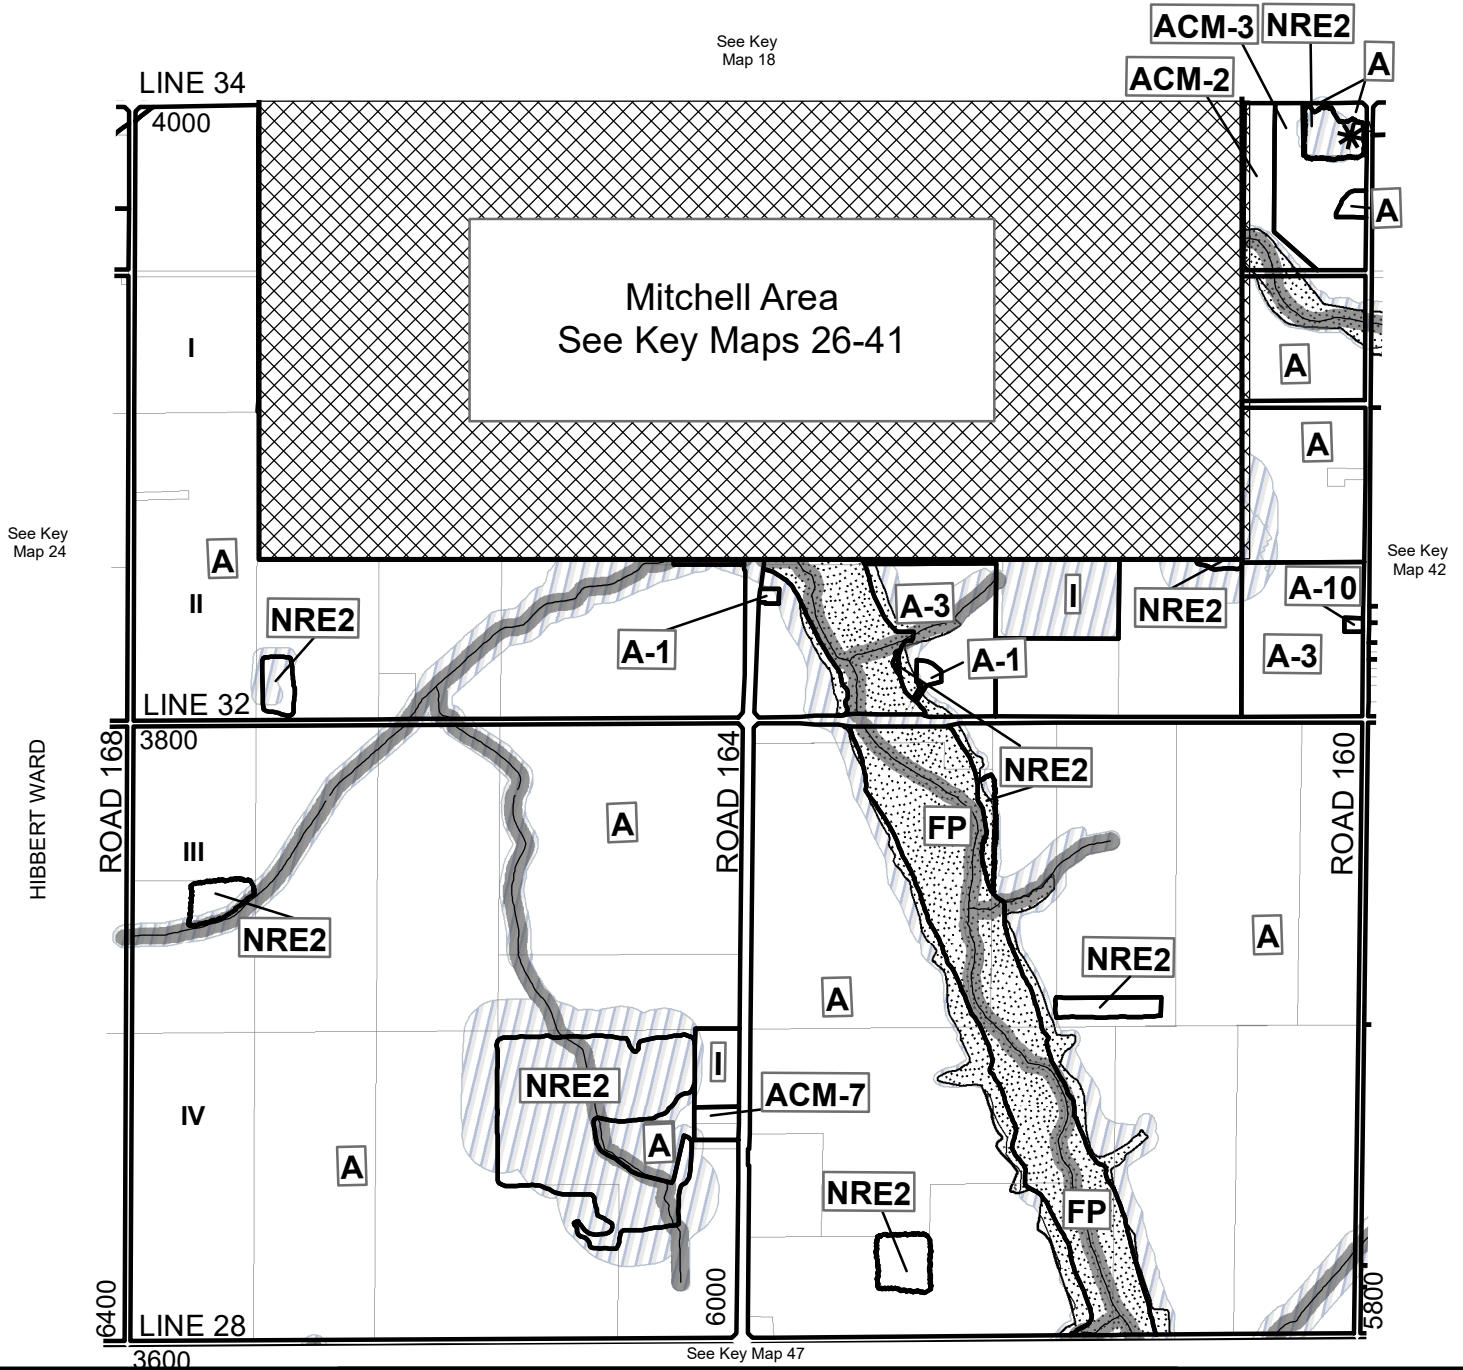 See Key
Map 18
ACM-3
NRE2
A
ACM-2
LINE 34
4000
A
Mitchell Area
See Key Maps 26-41
I
A
A
See Key
Map 24
A
See Key
Map 42
II
NRE2
A-1
A-3
I
NRE2
A-10
A-1
A-3
LINE 32
3800
HIBBERT WARD
ROAD 168
ROAD 164
ROAD 160
NRE2
A
FP
III
NRE2
A
NRE2
A
NRE2
I
ACM-7
IV
A
A
NRE2
FP
6400
6000
5800
LINE 28
3600
See Key Map 47